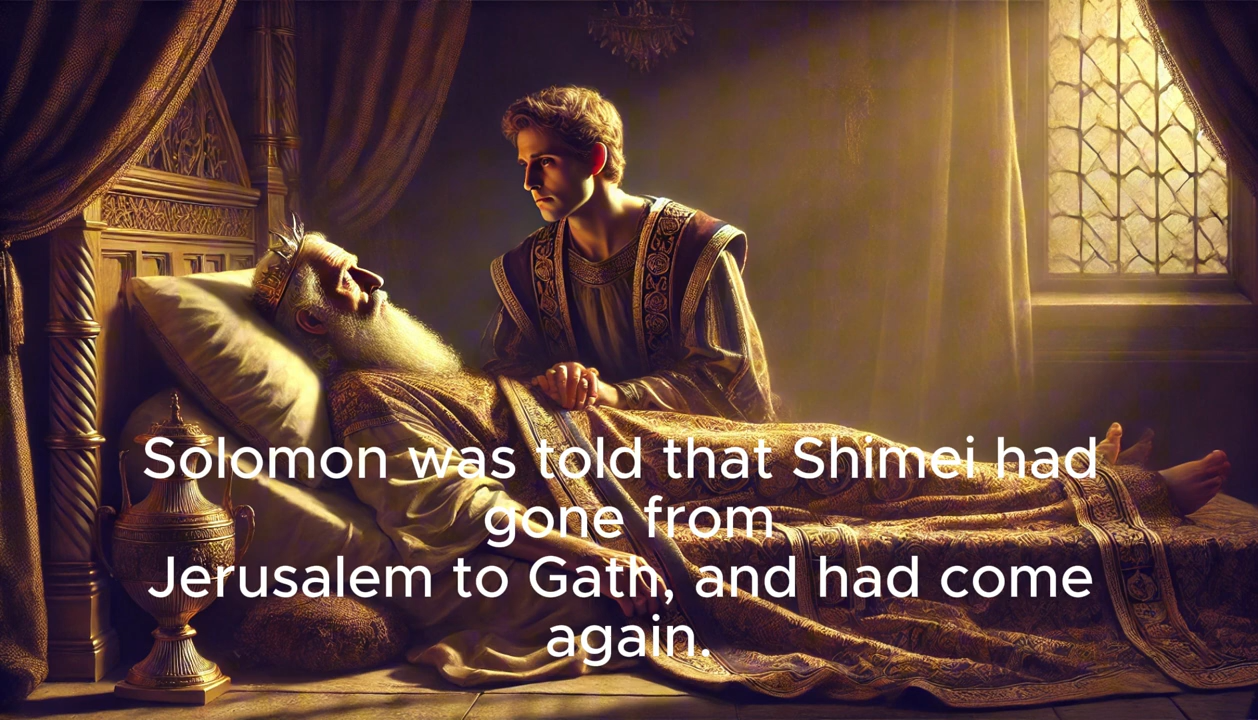 Solomon was told that Shimei had
gone from
Jerusalem to Gath, and had come
again.